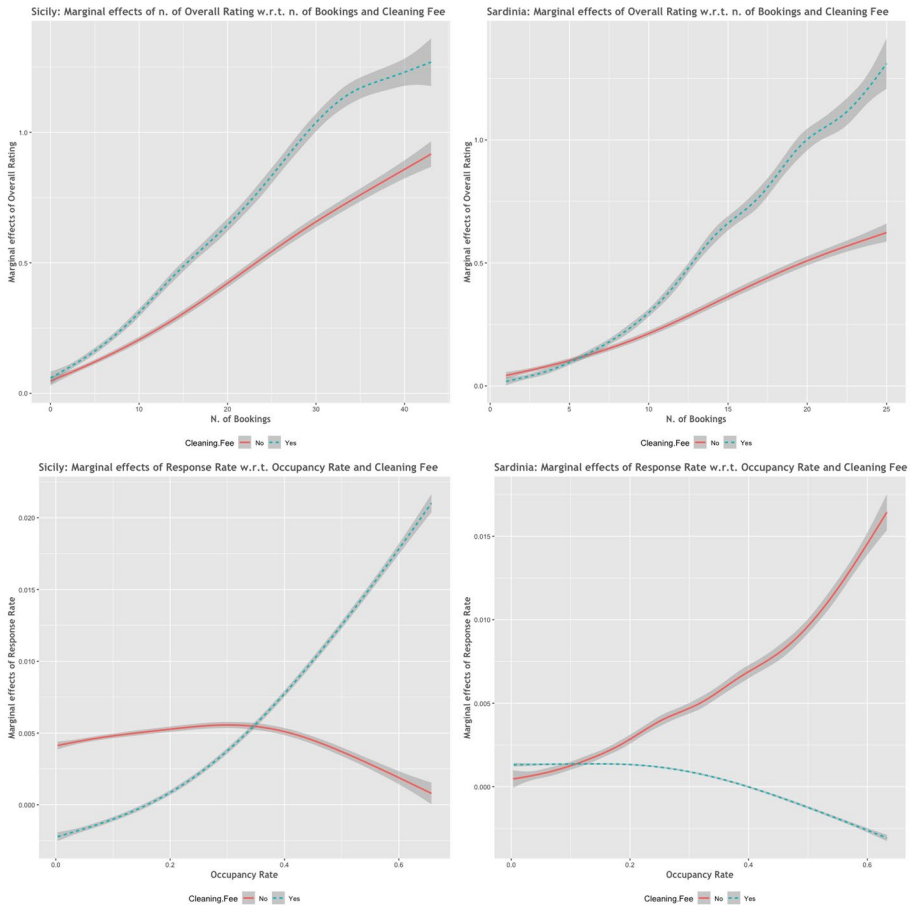 Sicily: Marginal effects of n. of Overall Rating w.r.t. n. of Bookings and Cleaning Fee
Marginal effects of Overall Rating
1.0
0.5
0.0
0 10 20 30 40
N. of Bookings
Cleaning.Fee No Yes
Sardinia: Marginal effects of Overall Rating w.r.t. n. of Bookings and Cleaning Fee
Marginal effects of Overall Rating
1.0
0.5
0.0
0 5 10 15 20 25
N. of Bookings
Cleaning.Fee No Yes
Sicily: Marginal effects of Response Rate w.r.t. Occupancy Rate and Cleaning Fee
Marginal effects of Response Rate
0.020
0.015
0.010
0.005
0.000
0.0 0.2 0.4 0.6
Occupancy Rate
Cleaning.Fee No Yes
Sardinia: Marginal effects of Response Rate w.r.t. Occupancy Rate and Cleaning Fee
Marginal effects of Response Rate
0.015
0.010
0.005
0.000
0.0 0.2 0.4 0.6
Occupancy Rate
Cleaning.Fee No Yes